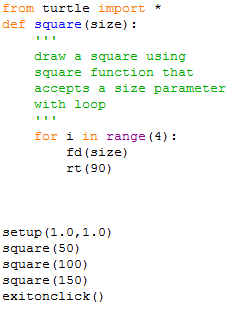 from turtle import *
def square(size):
    '''
    draw a square using
    square function that
    accepts a size parameter
    with loop
    '''
    for i in range(4):
        fd(size)
        rt(90)
setup(1.0,1.0)
square(50)
square(100)
square(150)
exitonclick()